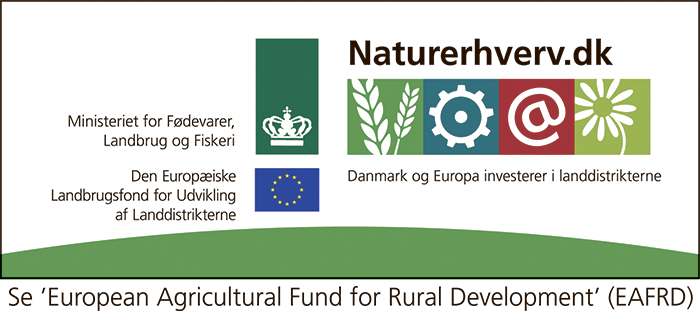 Naturerhverv.dk
@
Ministeriet for Fødevarer,
Landbrug og Fiskeri
Den Europæiske
Landbrugsfond for Udvikling
af Landdistrikterne
Danmark og Europa investerer i landdistrikterne
Se ’European Agricultural Fund for Rural Development’ (EAFRD)